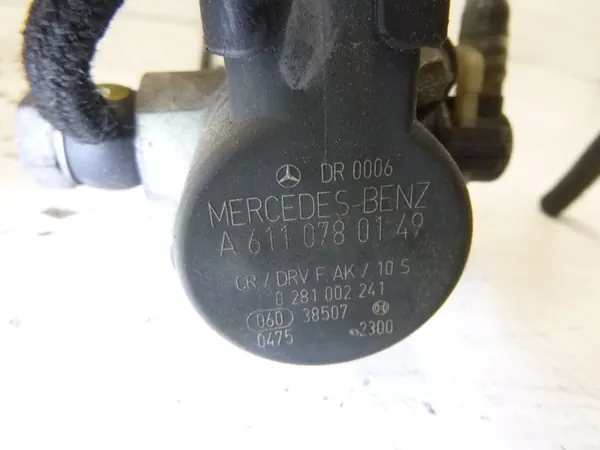 DR 0006
MERCEDES-BENZ
A 611 078 01 49
CR / DRV F AK / 10 S
0 281 002 241
060 38507
0475 2300